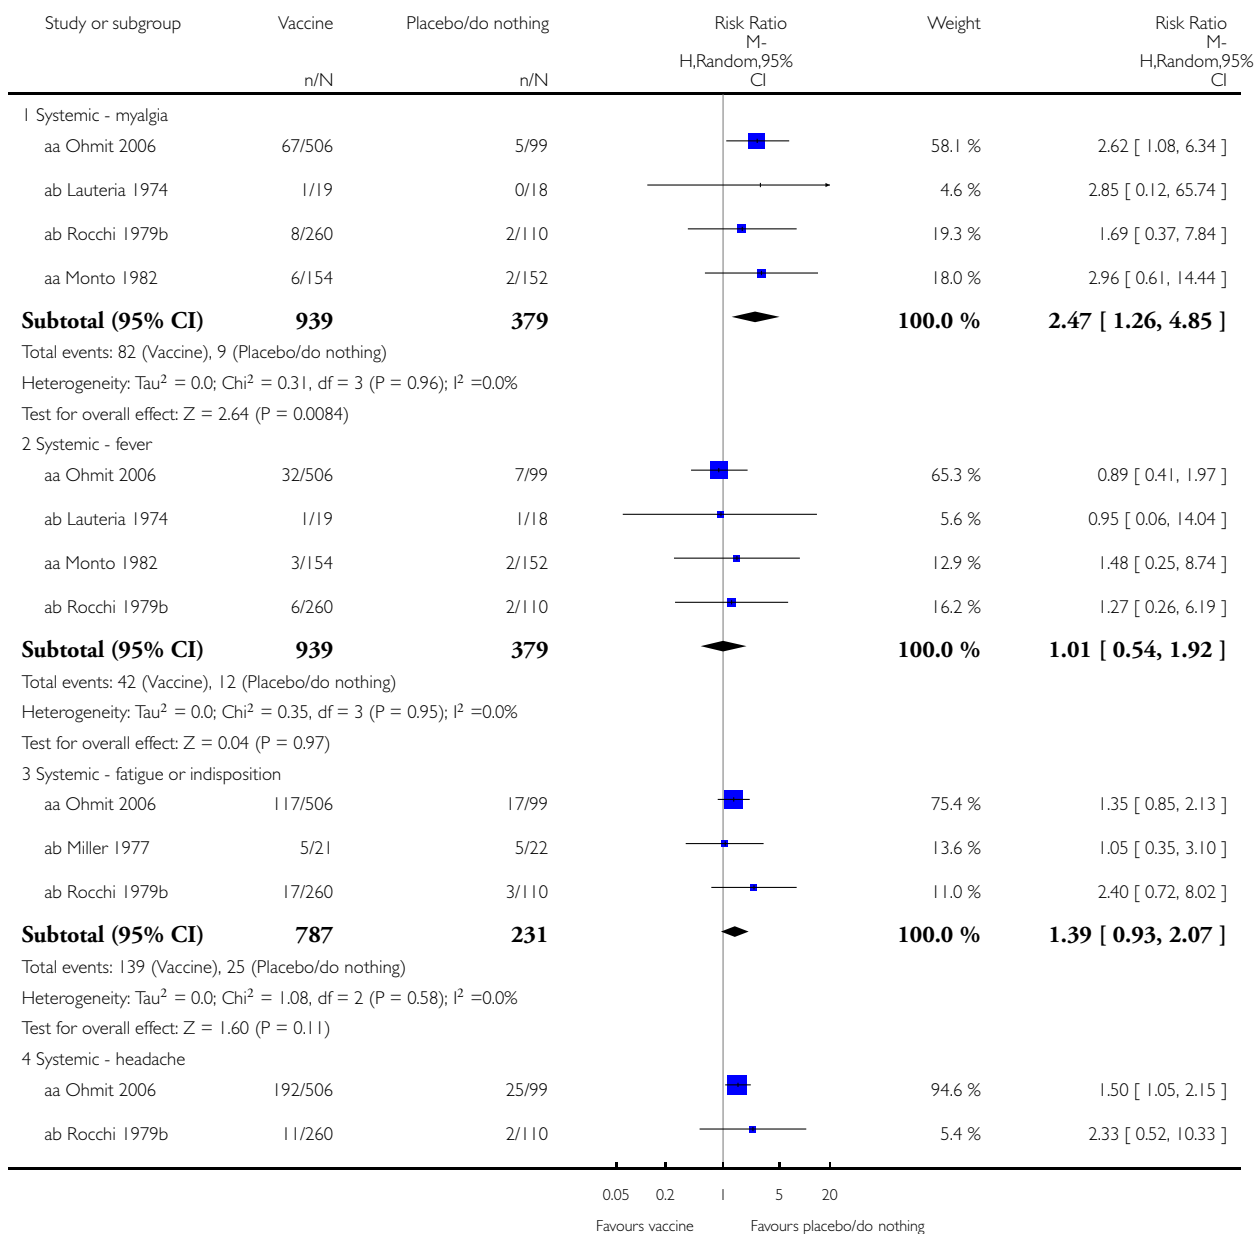 Study or subgroup Vaccine Placebo/do nothing Risk Ratio Weight Risk Ratio
M- M-
H,Random,95% H,Random,95%
n/N n/N CI CI
1 Systemic - myalgia
aa Ohmit 2006 67/506 5/99 58.1 % 2.62 [ 1.08, 6.34 ]
ab Lauteria 1974 1/19 0/18 4.6 % 2.85 [ 0.12, 65.74 ]
ab Rocchi 1979b 8/260 2/110 19.3 % 1.69 [ 0.37, 7.84 ]
aa Monto 1982 6/154 2/152 18.0 % 2.96 [ 0.61, 14.44 ]
Subtotal (95% CI) 939 379 100.0 % 2.47 [ 1.26, 4.85 ]
Total events: 82 (Vaccine), 9 (Placebo/do nothing)
Heterogeneity: Tau² = 0.0; Chi² = 0.31, df = 3 (P = 0.96); I² =0.0%
Test for overall effect: Z = 2.64 (P = 0.0084)
2 Systemic - fever
aa Ohmit 2006 32/506 7/99 65.3 % 0.89 [ 0.41, 1.97 ]
ab Lauteria 1974 1/19 1/18 5.6 % 0.95 [ 0.06, 14.04 ]
aa Monto 1982 3/154 2/152 12.9 % 1.48 [ 0.25, 8.74 ]
ab Rocchi 1979b 6/260 2/110 16.2 % 1.27 [ 0.26, 6.19 ]
Subtotal (95% CI) 939 379 100.0 % 1.01 [ 0.54, 1.92 ]
Total events: 42 (Vaccine), 12 (Placebo/do nothing)
Heterogeneity: Tau² = 0.0; Chi² = 0.35, df = 3 (P = 0.95); I² =0.0%
Test for overall effect: Z = 0.04 (P = 0.97)
3 Systemic - fatigue or indisposition
aa Ohmit 2006 117/506 17/99 75.4 % 1.35 [ 0.85, 2.13 ]
ab Miller 1977 5/21 5/22 13.6 % 1.05 [ 0.35, 3.10 ]
ab Rocchi 1979b 17/260 3/110 11.0 % 2.40 [ 0.72, 8.02 ]
Subtotal (95% CI) 787 231 100.0 % 1.39 [ 0.93, 2.07 ]
Total events: 139 (Vaccine), 25 (Placebo/do nothing)
Heterogeneity: Tau² = 0.0; Chi² = 1.08, df = 2 (P = 0.58); I² =0.0%
Test for overall effect: Z = 1.60 (P = 0.11)
4 Systemic - headache
aa Ohmit 2006 192/506 25/99 94.6 % 1.50 [ 1.05, 2.15 ]
ab Rocchi 1979b 11/260 2/110 5.4 % 2.33 [ 0.52, 10.33 ]
0.05 0.2 1 5 20
Favours vaccine Favours placebo/do nothing